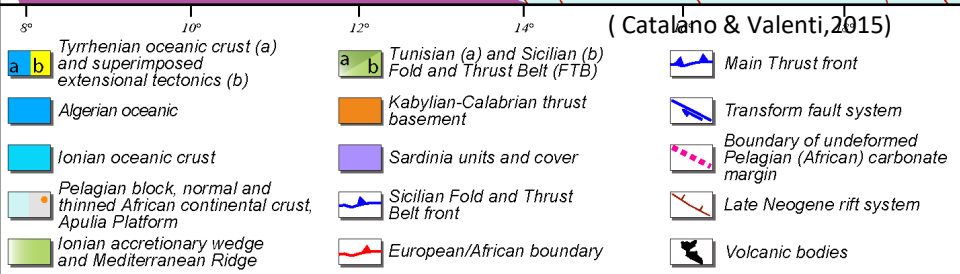 8° 10° 12° 14°
( Catalano & Valenti,2015)
a b
Tyrrhenian oceanic crust (a)
and superimposed
extensional tectonics (b)
Algerian oceanic
Ionian oceanic crust
Pelagian block, normal and
thinned African continental crust,
Apulia Platform
Ionian accretionary wedge
and Mediterranean Ridge
a b
Tunisian (a) and Sicilian (b)
Fold and Thrust Belt (FTB)
Kabylian-Calabrian thrust
basement
Sardinia units and cover
Sicilian Fold and Thrust
Belt front
European/African boundary
Main Thrust front
Transform fault system
Boundary of undeformed
Pelagian (African) carbonate
margin
Late Neogene rift system
Volcanic bodies